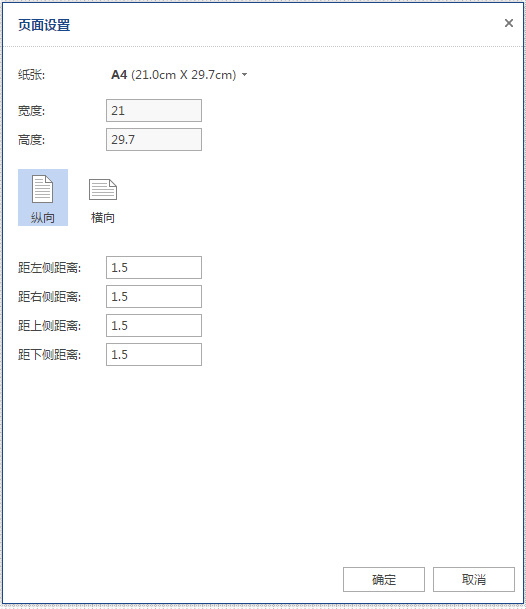 页面设置
纸张: A4 (21.0cm X 29.7cm)
宽度: 21
高度: 29.7
纵向 横向
距左侧距离: 1.5
距右侧距离: 1.5
距上侧距离: 1.5
距下侧距离: 1.5
确定 取消